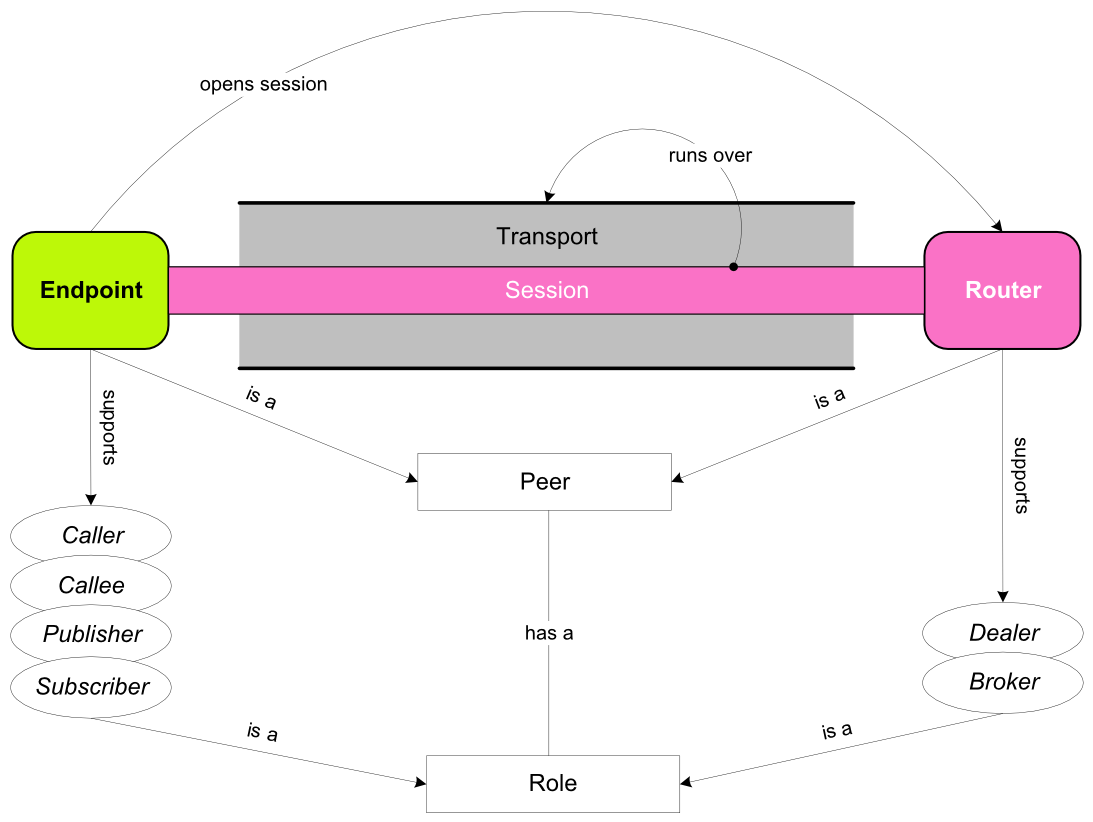 opens session
runs over
Transport
Endpoint
Session
Router
is a
is a
supports
supports
Peer
Caller
Callee
Publisher
Subscriber
has a
Dealer
Broker
is a
is a
Role